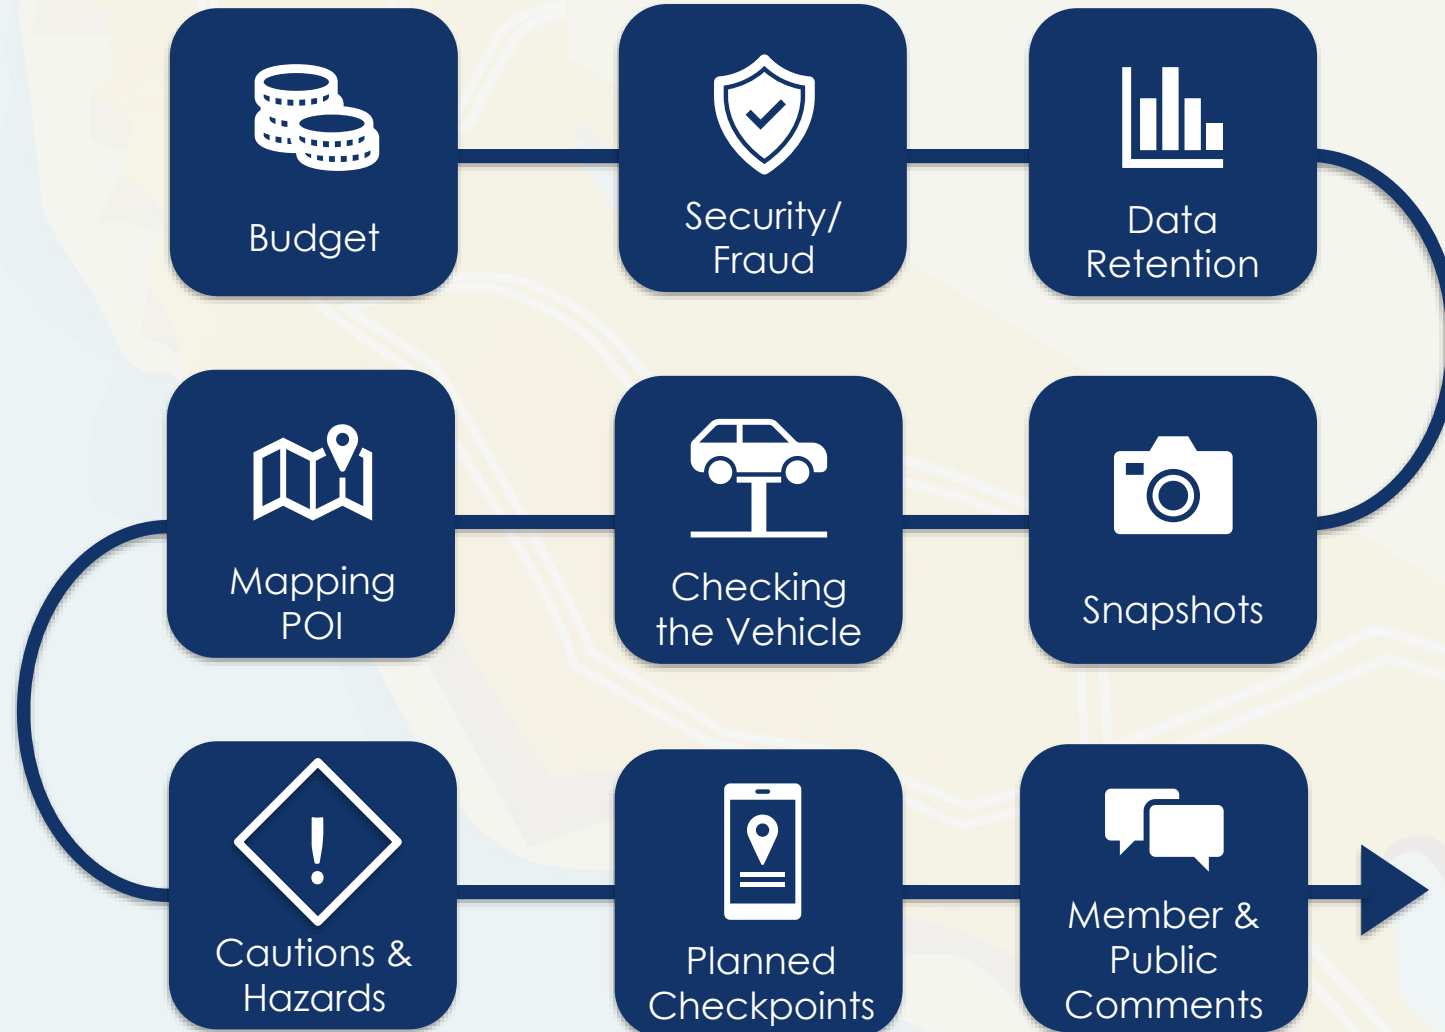 Budget
Security/
Fraud
Data
Retention
Snapshots
Checking
the Vehicle
Mapping
POI
Cautions &
Hazards
Planned
Checkpoints
Member &
Public
Comments